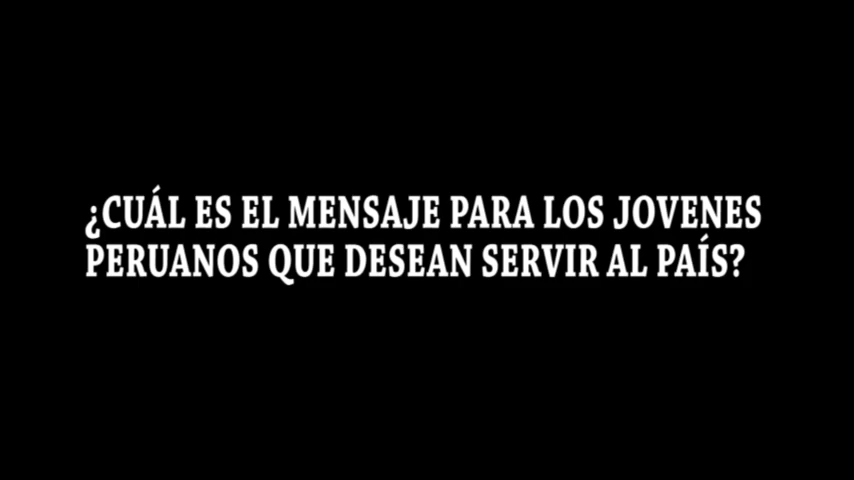 ¿CUÁL ES EL MENSAJE PARA LOS JOVENES
PERUANOS QUE DESEAN SERVIR AL PAÍS?